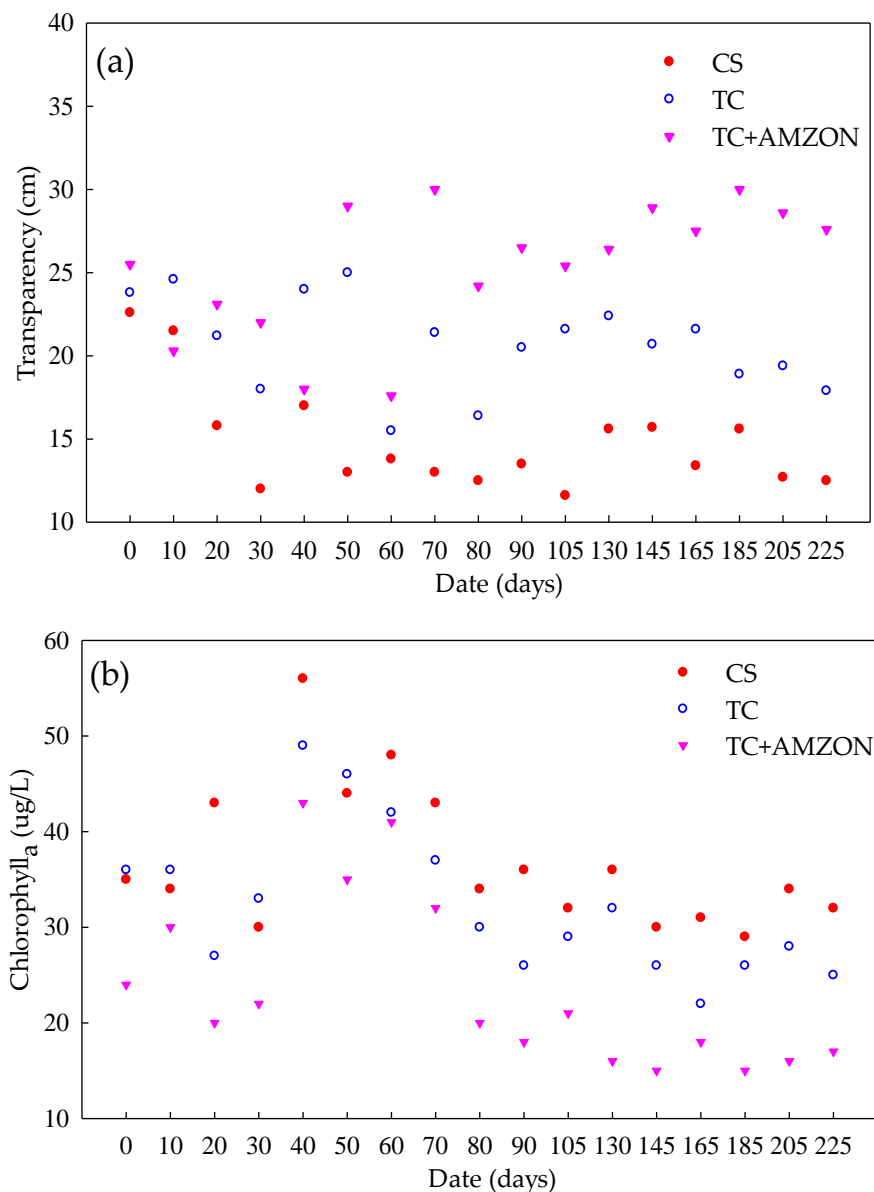 (a)
CS
TC
TC+AMZON
Transparency (cm)
40
35
30
25
20
15
10
0 10 20 30 40 50 60 70 80 90 105 130 145 165 185 205 225
Date (days)
(b)
CS
TC
TC+AMZON
Chlorophyll_a (ug/L)
60
50
40
30
20
10
0 10 20 30 40 50 60 70 80 90 105 130 145 165 185 205 225
Date (days)